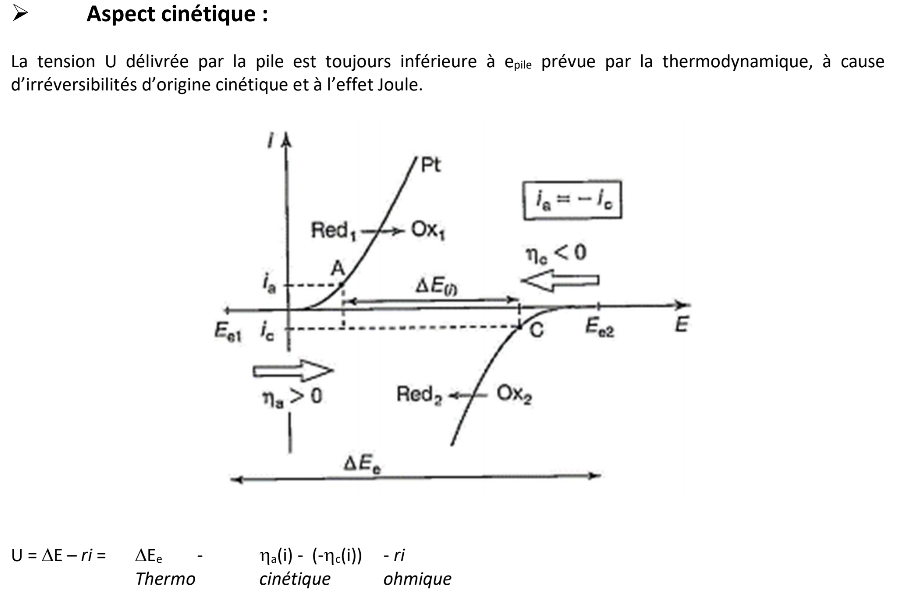 ➢ Aspect cinétique :
La tension U délivrée par la pile est toujours inférieure à epile prévue par la thermodynamique, à cause
d'irréversibilités d'origine cinétique et à l'effet Joule.
i
Pt
ia = – ic
Red1 Ox1
ηc < 0
A
ia
ΔE(i)
Ee1 ic C Ee2 E
ηa > 0
Red2 Ox2
ΔEe
U = ΔE – ri = ΔEe - ηa(i) - (-ηc(i)) - ri
Thermo cinétique ohmique